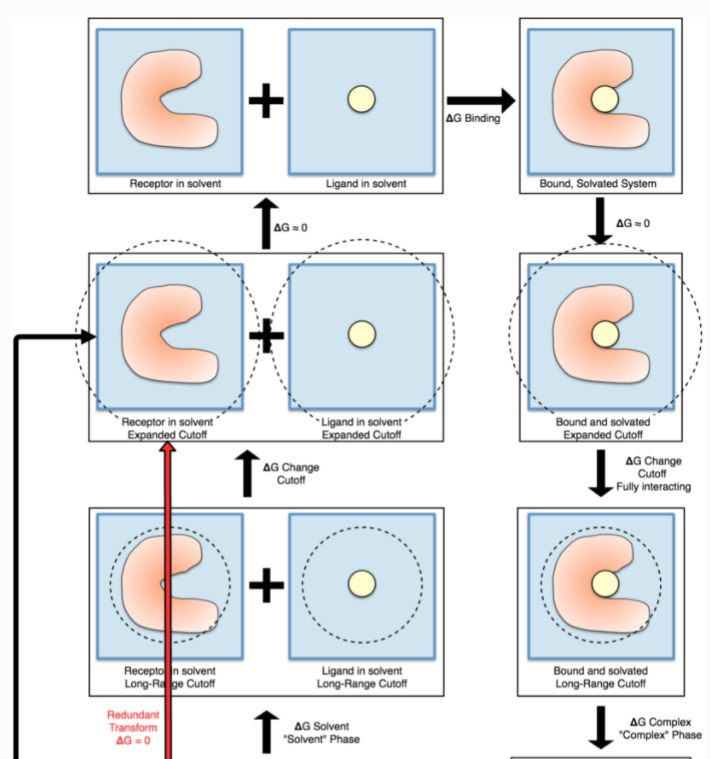 ΔG Binding
Receptor in solvent
Ligand in solvent
Bound, Solvated System
ΔG ≈ 0
ΔG ≈ 0
Receptor in solvent
Expanded Cutoff
Ligand in solvent
Expanded Cutoff
Bound and solvated
Expanded Cutoff
ΔG Change
Cutoff
ΔG Change
Cutoff
Fully interacting
Receptor in solvent
Long-Range Cutoff
Ligand in solvent
Long-Range Cutoff
Bound and solvated
Long-Range Cutoff
Redundant
Transform
ΔG = 0
ΔG Solvent
"Solvent" Phase
ΔG Complex
"Complex" Phase